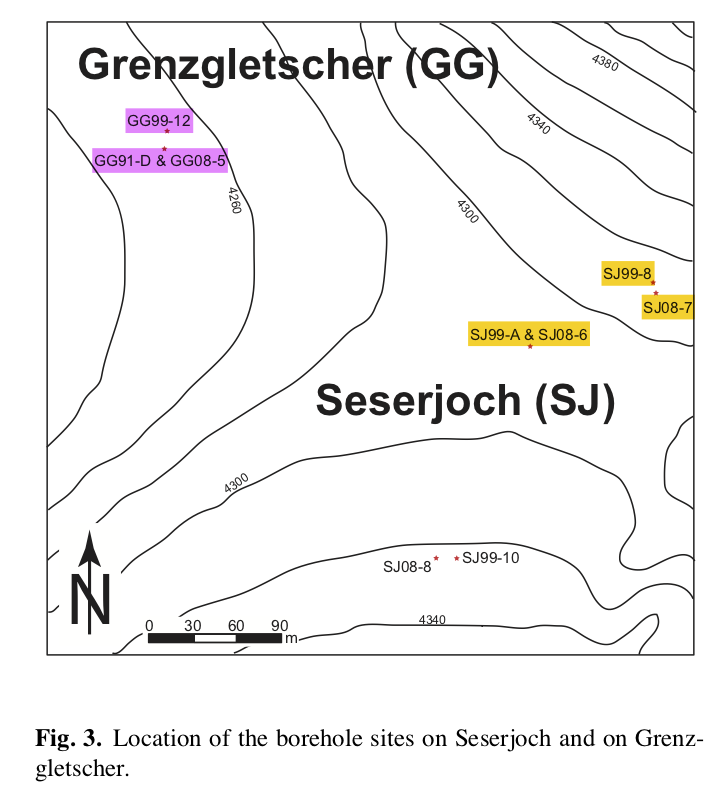 Grenzgletscher (GG)
4380
GG99-12
4340
GG91-D & GG08-5
4260
4300
SJ99-8
SJ08-7
SJ99-A & SJ08-6
Seserjoch (SJ)
4300
SJ08-8
SJ99-10
N
0 30 60 90
m
4340
Fig. 3. Location of the borehole sites on Seserjoch and on Grenz-
gletscher.